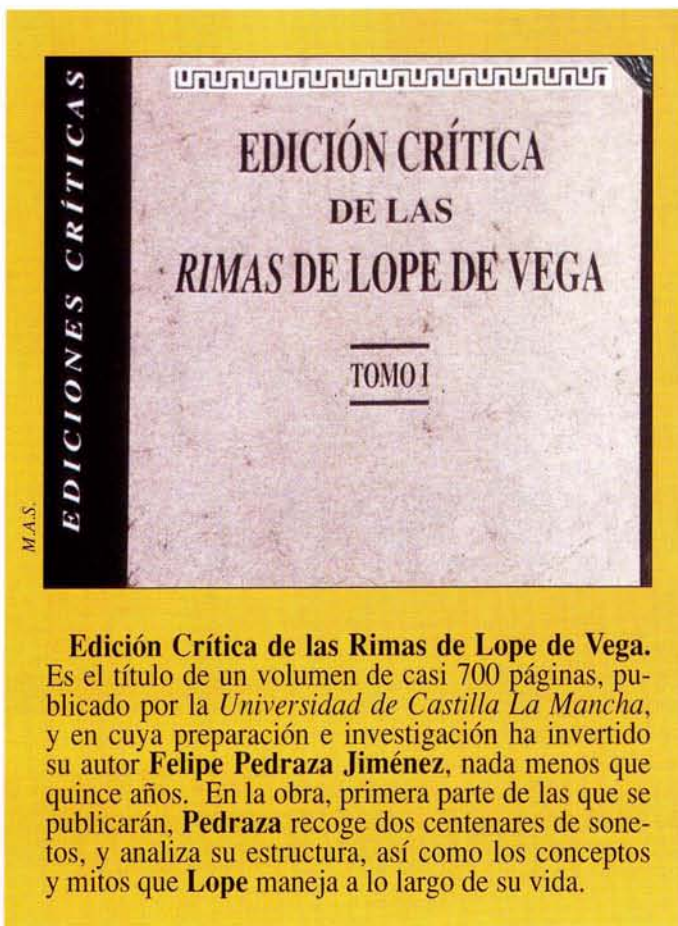 EDICIONES CRÍTICAS
EDICIÓN CRÍTICA
DE LAS
RIMAS DE LOPE DE VEGA
TOMO I
M.A.S.
Edición Crítica de las Rimas de Lope de Vega.
Es el título de un volumen de casi 700 páginas, pu-
blicado por la Universidad de Castilla La Mancha,
y en cuya preparación e investigación ha invertido
su autor Felipe Pedraza Jiménez, nada menos que
quince años. En la obra, primera parte de las que se
publicarán, Pedraza recoge dos centenares de sone-
tos, y analiza su estructura, así como los conceptos
y mitos que Lope maneja a lo largo de su vida.